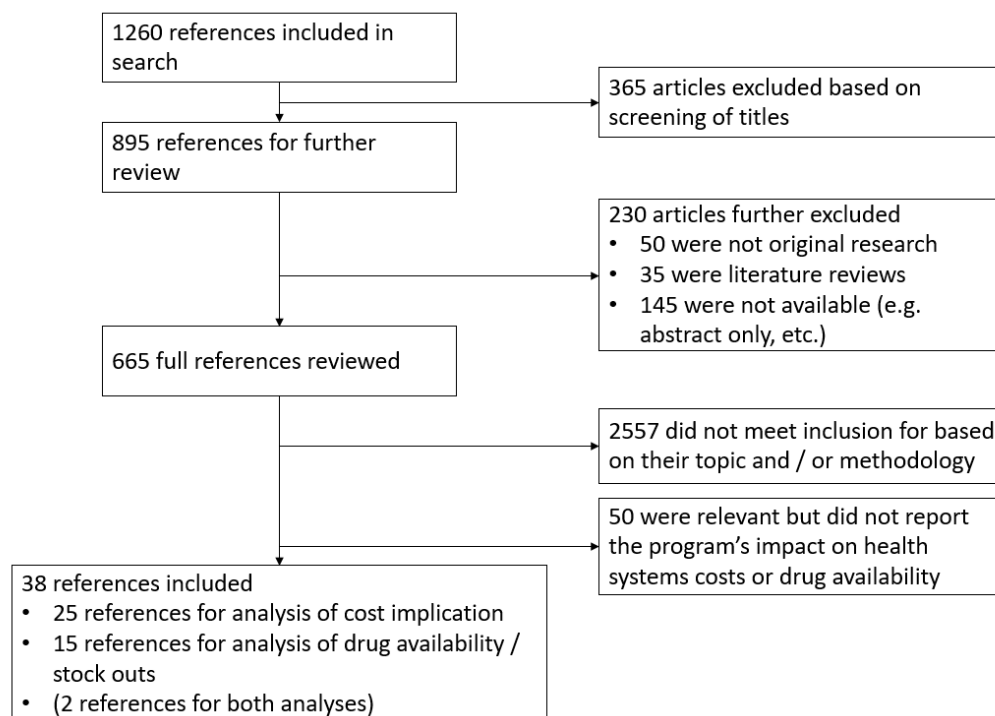 1260 references included in
search
365 articles excluded based on
screening of titles
895 references for further
review
230 articles further excluded
• 50 were not original research
• 35 were literature reviews
• 145 were not available (e.g.
abstract only, etc.)
665 full references reviewed
2557 did not meet inclusion for based
on their topic and / or methodology
50 were relevant but did not report
the program’s impact on health
systems costs or drug availability
38 references included
• 25 references for analysis of cost implication
• 15 references for analysis of drug availability /
stock outs
• (2 references for both analyses)